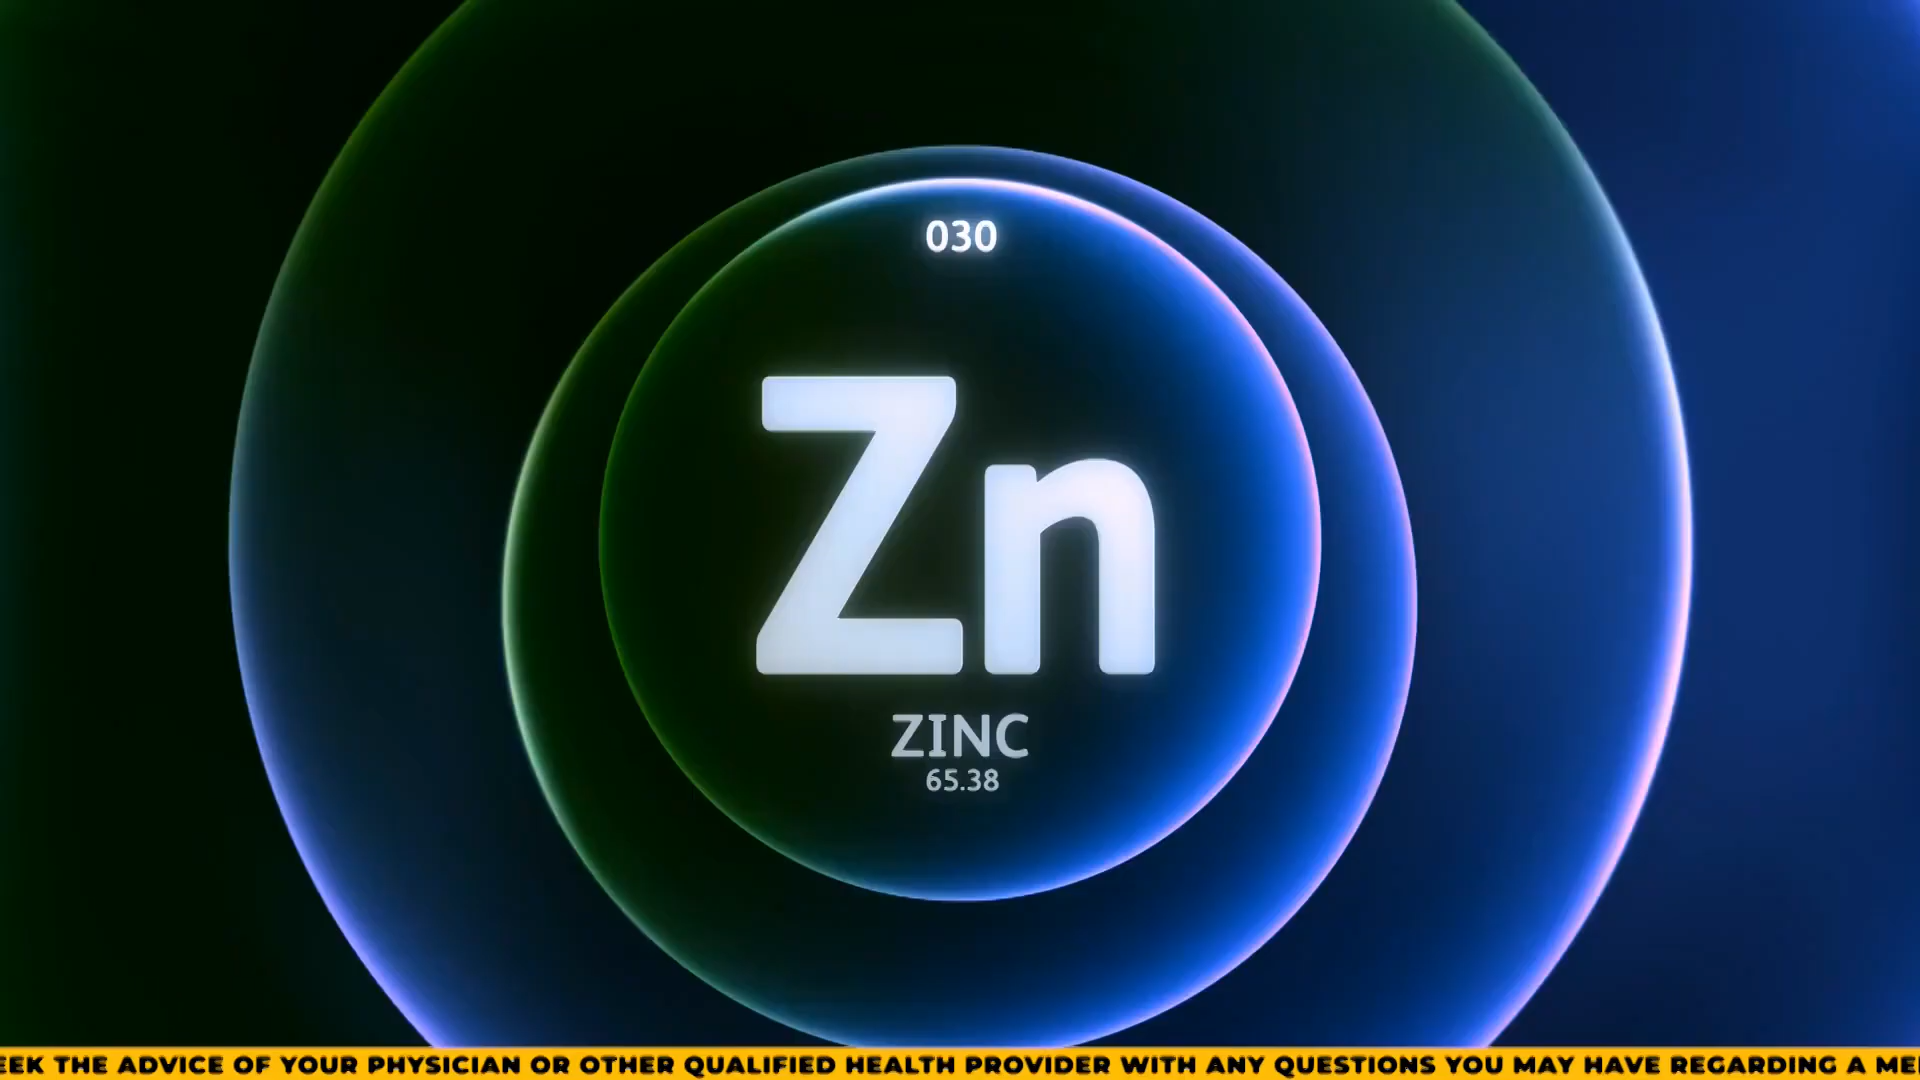 030
Zn
ZINC
65.38
THE ADVICE OF YOUR PHYSICIAN OR OTHER QUALIFIED HEALTH PROVIDER WITH ANY QUESTIONS YOU MAY HAVE REGARDING A